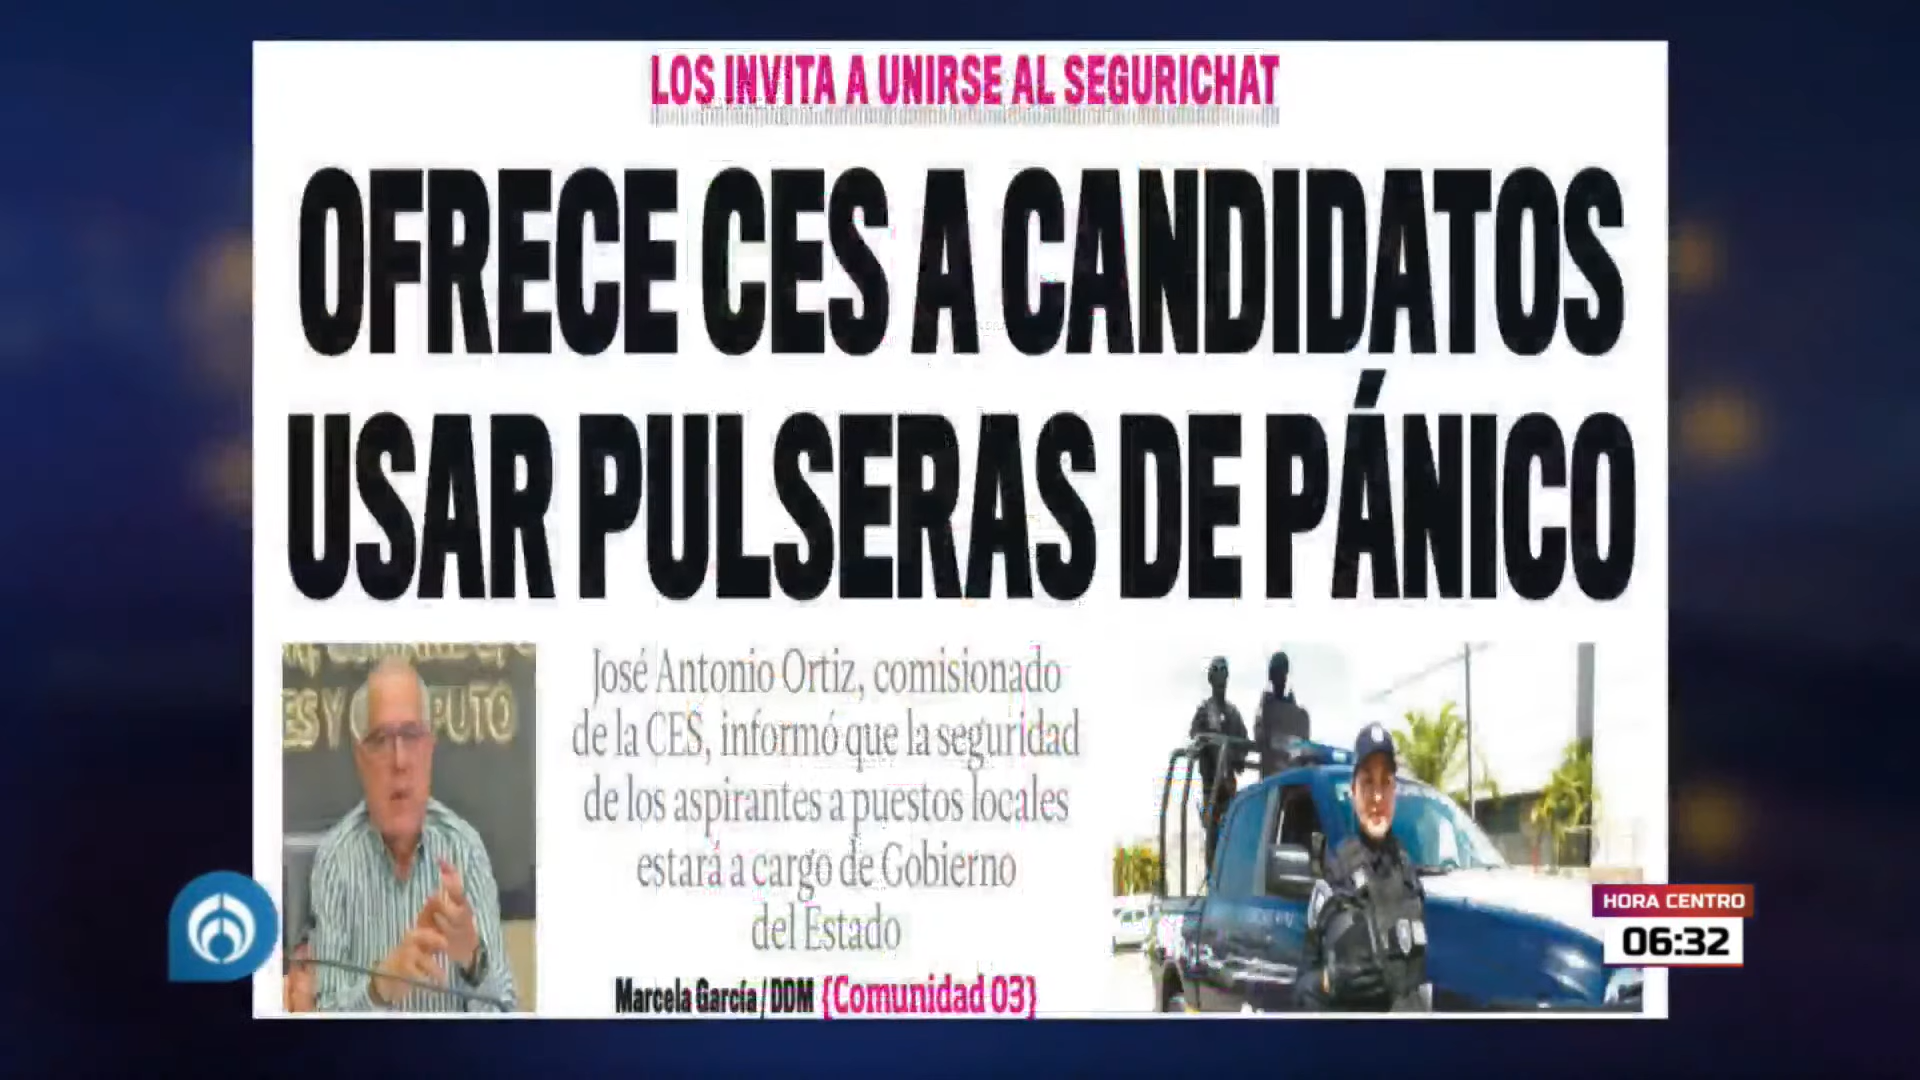 LOS INVITA A UNIRSE AL SEGURICHAT
OFRECE CES A CANDIDATOS
USAR PULSERAS DE PÁNICO
ES Y PUTO
José Antonio Ortiz, comisionado
de la CES, informó que la seguridad
de los aspirantes a puestos locales
estará a cargo de Gobierno
del Estado
Marcela García / DDM {Comunidad 03}
HORA CENTRO
06:32